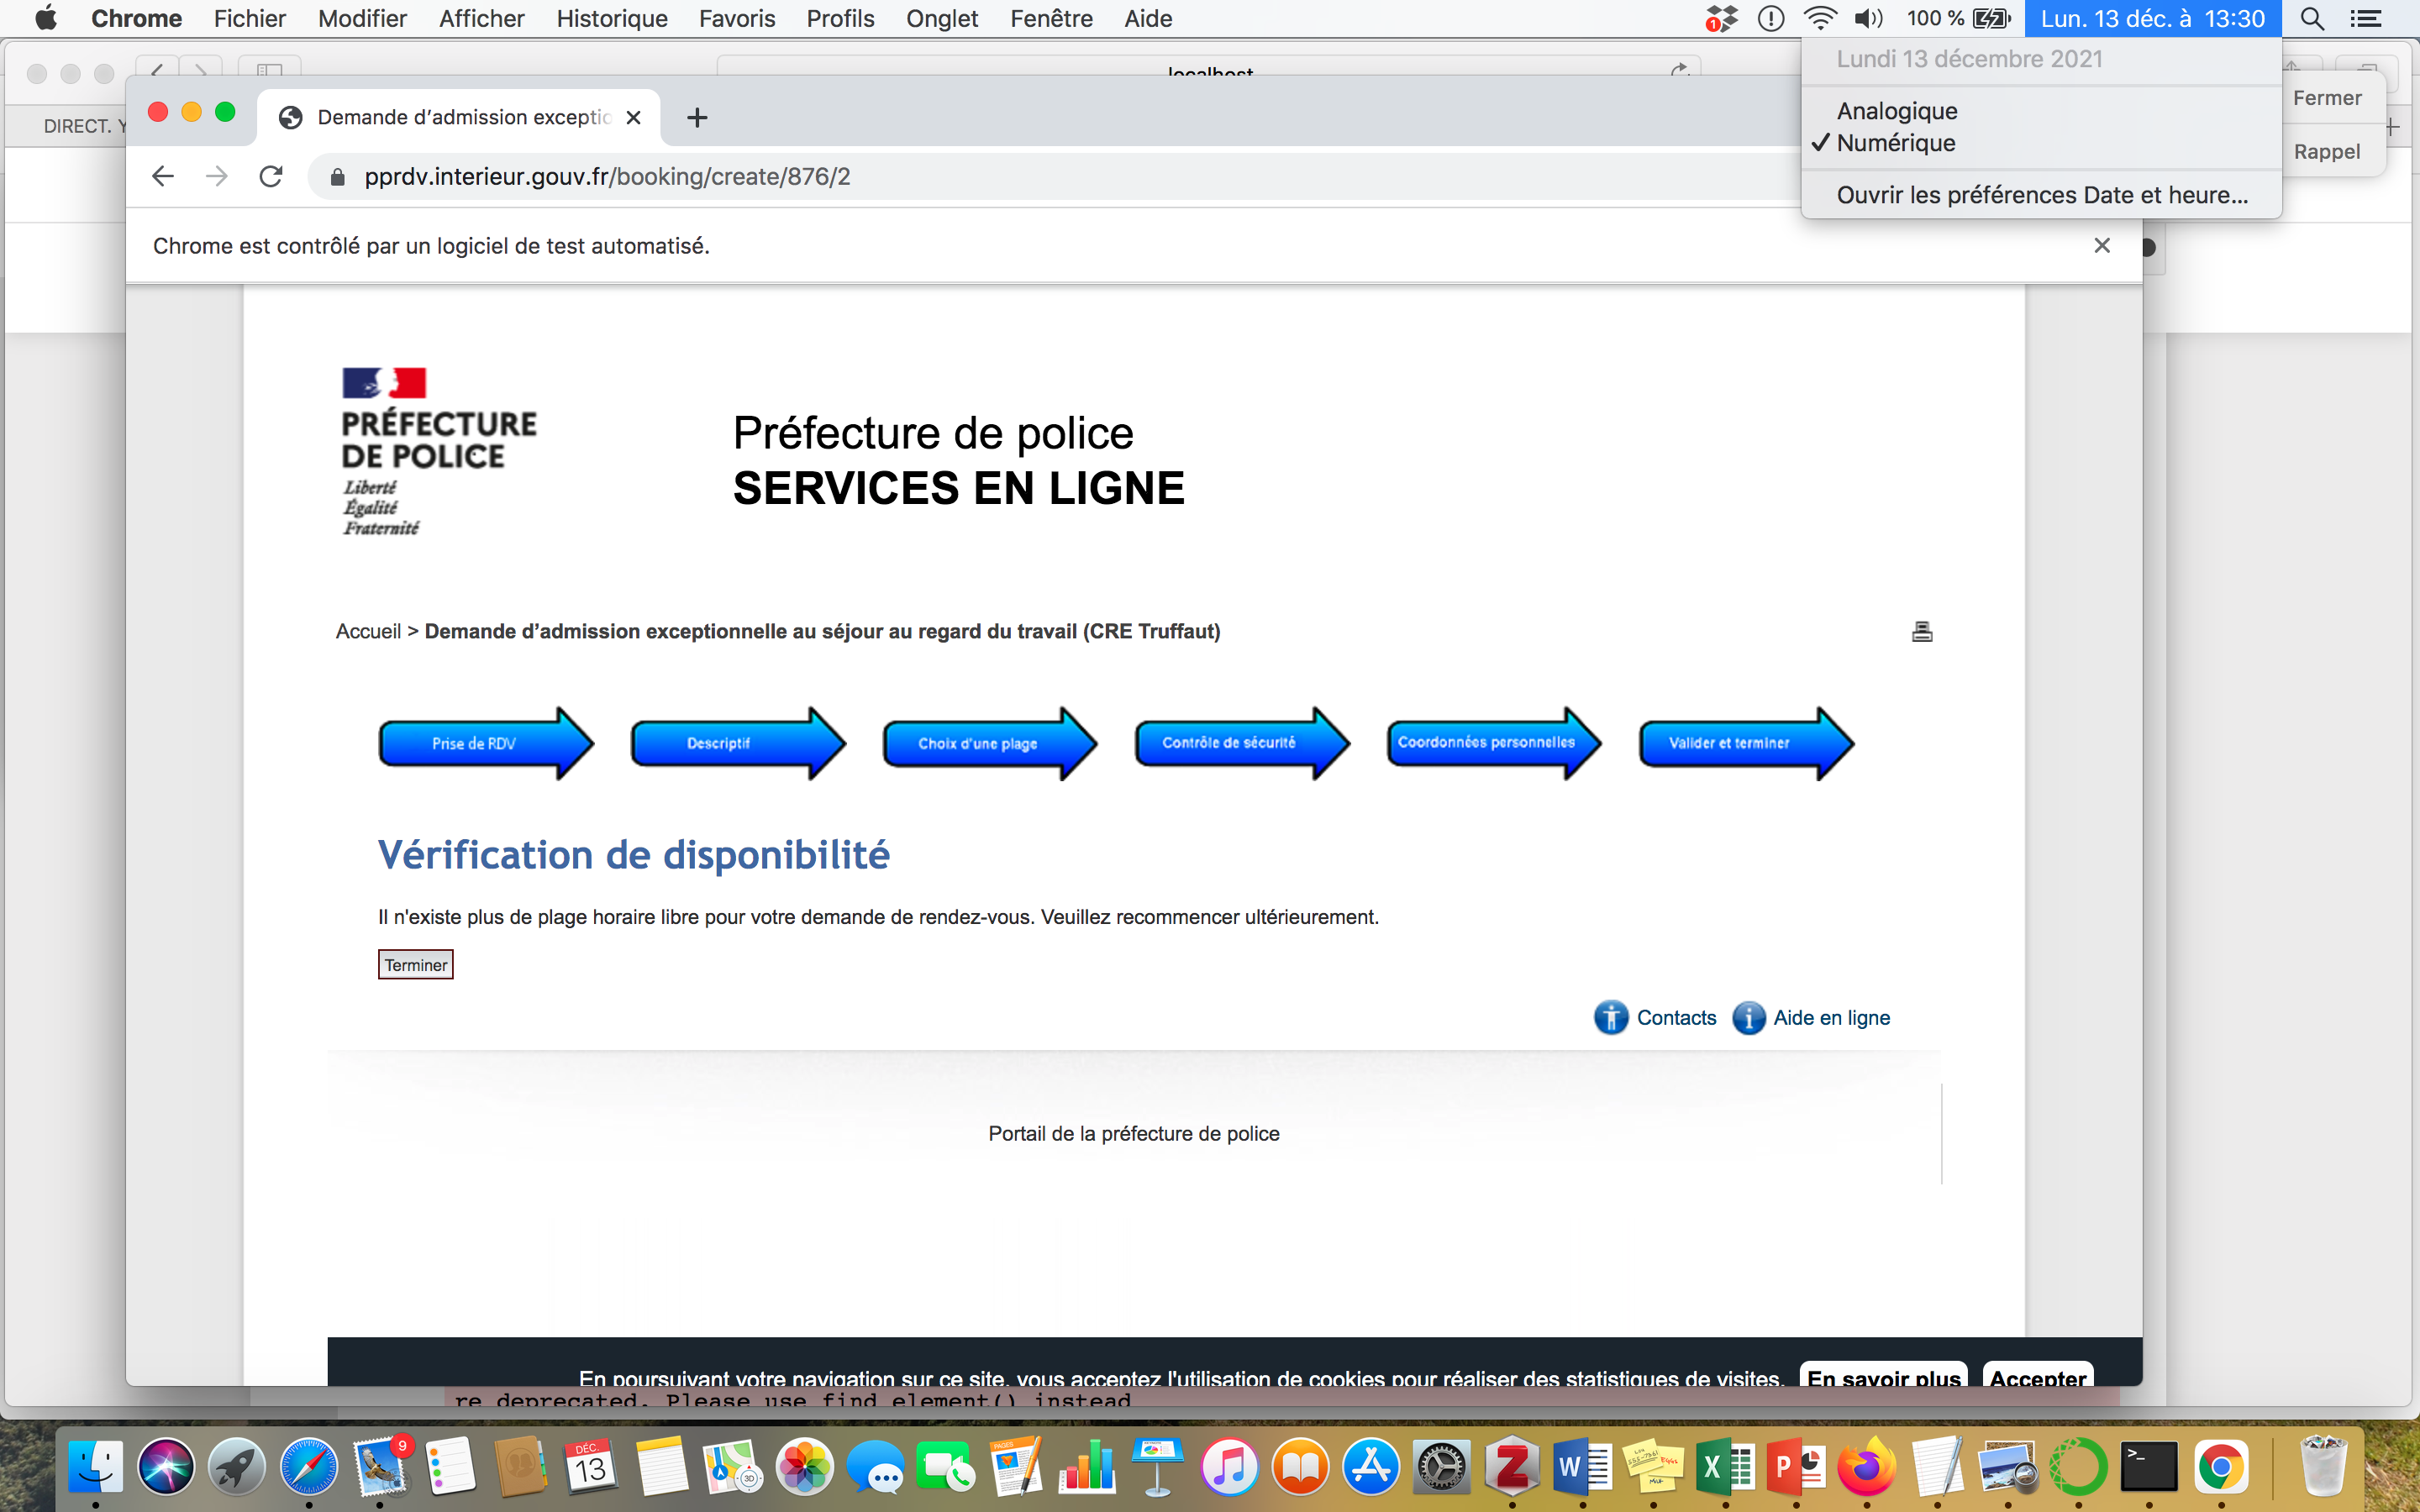 Chrome Fichier Modifier Afficher Historique Favoris Profils Onglet Fenêtre Aide
1 100 % Lun. 13 déc. à 13:30
Lundi 13 décembre 2021
Analogique
✓ Numérique
Ouvrir les préférences Date et heure...
Fermer
Rappel
localhost
DIRECT. Y
Demande d'admission exceptio
pprdv.interieur.gouv.fr/booking/create/876/2
Chrome est contrôlé par un logiciel de test automatisé.
PRÉFECTURE
DE POLICE
Liberté
Égalité
Fraternité
Préfecture de police
SERVICES EN LIGNE
Accueil > Demande d'admission exceptionnelle au séjour au regard du travail (CRE Truffaut)
Prise de RDV
Descriptif
Choix d'une plage
Contrôle de sécurité
Coordonnées personnelles
Valider et terminer
Vérification de disponibilité
Il n'existe plus de plage horaire libre pour votre demande de rendez-vous. Veuillez recommencer ultérieurement.
Terminer
Contacts
Aide en ligne
Portail de la préfecture de police
En poursuivant votre navigation sur ce site, vous acceptez l'utilisation de cookies pour réaliser des statistiques de visites. En savoir plus Accepter
re deprecated. Please use find_element() instead
9
DÉC.
13
3D
PAGES
Z
W
EGGS
MILK
X
P
>_